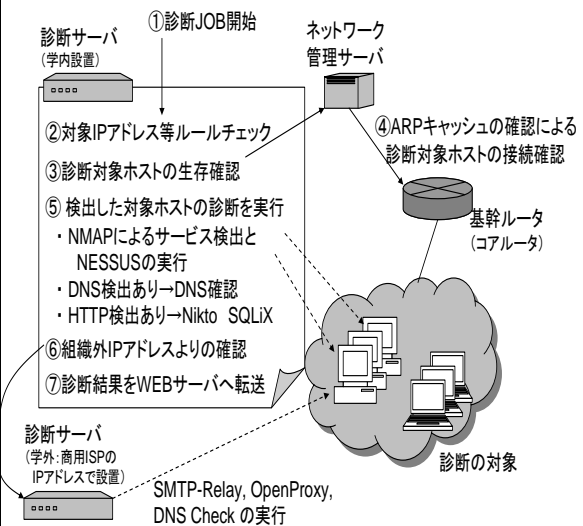 ①診断JOB開始
診断サーバ
（学内設置）
ネットワーク
管理サーバ
②対象IPアドレス等ルールチェック
③診断対象ホストの生存確認
④ARPキャッシュの確認による
診断対象ホストの接続確認
⑤ 検出した対象ホストの診断を実行
・NMAPによるサービス検出と
NESSUSの実行
・DNS検出あり→DNS確認
・HTTP検出あり→Nikto SQLiX
⑥組織外IPアドレスよりの確認
⑦診断結果をWEBサーバへ転送
基幹ルータ
（コアルータ）
診断の対象
診断サーバ
（学外：商用ISPの
IPアドレスで設置）
SMTP-Relay, OpenProxy,
DNS Check の実行